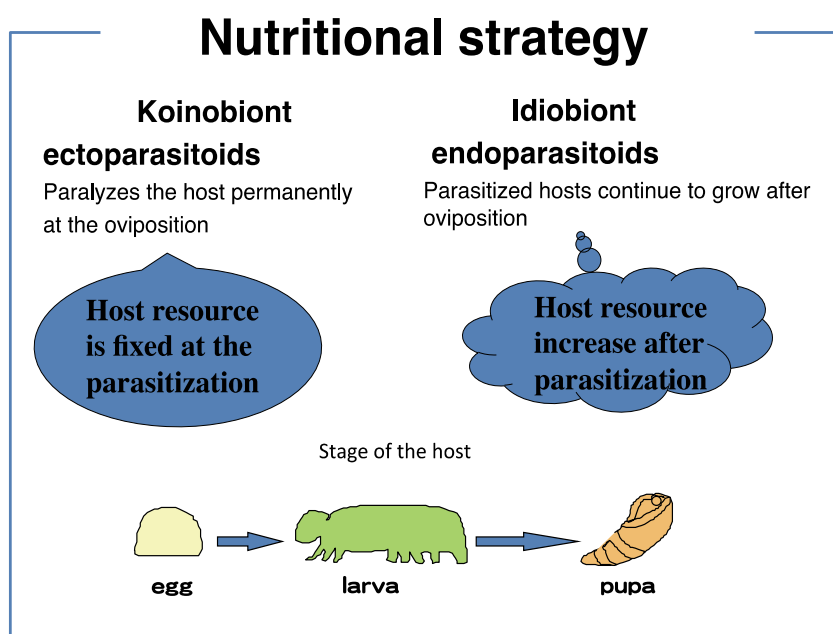 Nutritional strategy
Koinobiont
ectoparasitoids
Paralyzes the host permanently
at the oviposition
Host resource
is fixed at the
parasitization
Idiobiont
endoparasitoids
Parasitized hosts continue to grow after
oviposition
Host resource
increase after
parasitization
Stage of the host
egg
larva
pupa